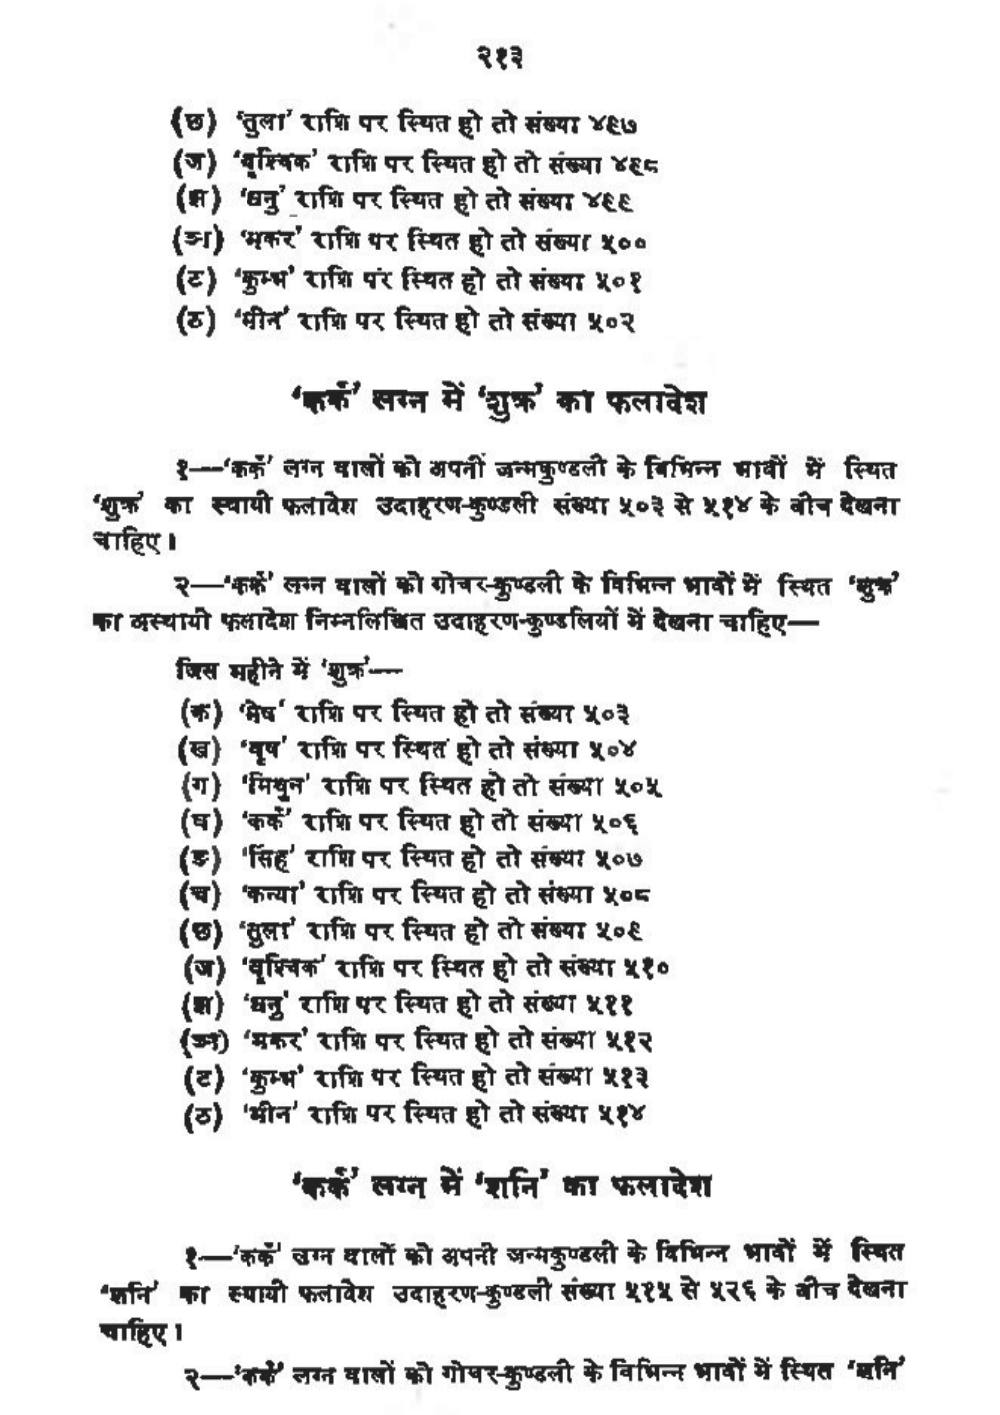 २१३
(छ) 'तुला' राशि पर स्थित हो तो संख्या ४९७
(ज) 'वृश्चिक' राशि पर स्थित हो तो संख्या ४९८
(झ) 'धनु' राशि पर स्थित हो तो संख्या ४९९
(ञ) 'मकर' राशि पर स्थित हो तो संख्या ५००
(ट) 'कुम्भ' राशि पर स्थित हो तो संख्या ५०१
(ठ) 'मीन' राशि पर स्थित हो तो संख्या ५०२
'कर्क' लग्न में 'शुक्र' का फलादेश
१—'कर्क' लग्न वालों को अपनी जन्मकुण्डली के विभिन्न भावों में स्थित
'शुक्र' का स्थायी फलादेश उदाहरण-कुण्डली संख्या ५०३ से ५१४ के बीच देखना
चाहिए।
२—'कर्क' लग्न वालों को गोचर-कुण्डली के विभिन्न भावों में स्थित 'शुक्र'
का अस्थायी फलादेश निम्नलिखित उदाहरण-कुण्डलियों में देखना चाहिए—
जिस महीने में 'शुक्र'—
(क) 'मेष' राशि पर स्थित हो तो संख्या ५०३
(ख) 'वृष' राशि पर स्थित हो तो संख्या ५०४
(ग) 'मिथुन' राशि पर स्थित हो तो संख्या ५०५
(घ) 'कर्क' राशि पर स्थित हो तो संख्या ५०६
(ङ) 'सिंह' राशि पर स्थित हो तो संख्या ५०७
(च) 'कन्या' राशि पर स्थित हो तो संख्या ५०८
(छ) 'तुला' राशि पर स्थित हो तो संख्या ५०९
(ज) 'वृश्चिक' राशि पर स्थित हो तो संख्या ५१०
(झ) 'धनु' राशि पर स्थित हो तो संख्या ५११
(ञ) 'मकर' राशि पर स्थित हो तो संख्या ५१२
(ट) 'कुम्भ' राशि पर स्थित हो तो संख्या ५१३
(ठ) 'मीन' राशि पर स्थित हो तो संख्या ५१४
'कर्क' लग्न में 'शनि' का फलादेश
१—'कर्क' लग्न वालों को अपनी जन्मकुण्डली के विभिन्न भावों में स्थित
'शनि' का स्थायी फलादेश उदाहरण-कुण्डली संख्या ५१५ से ५२६ के बीच देखना
चाहिए।
२—'कर्क' लग्न वालों को गोचर-कुण्डली के विभिन्न भावों में स्थित 'शनि'